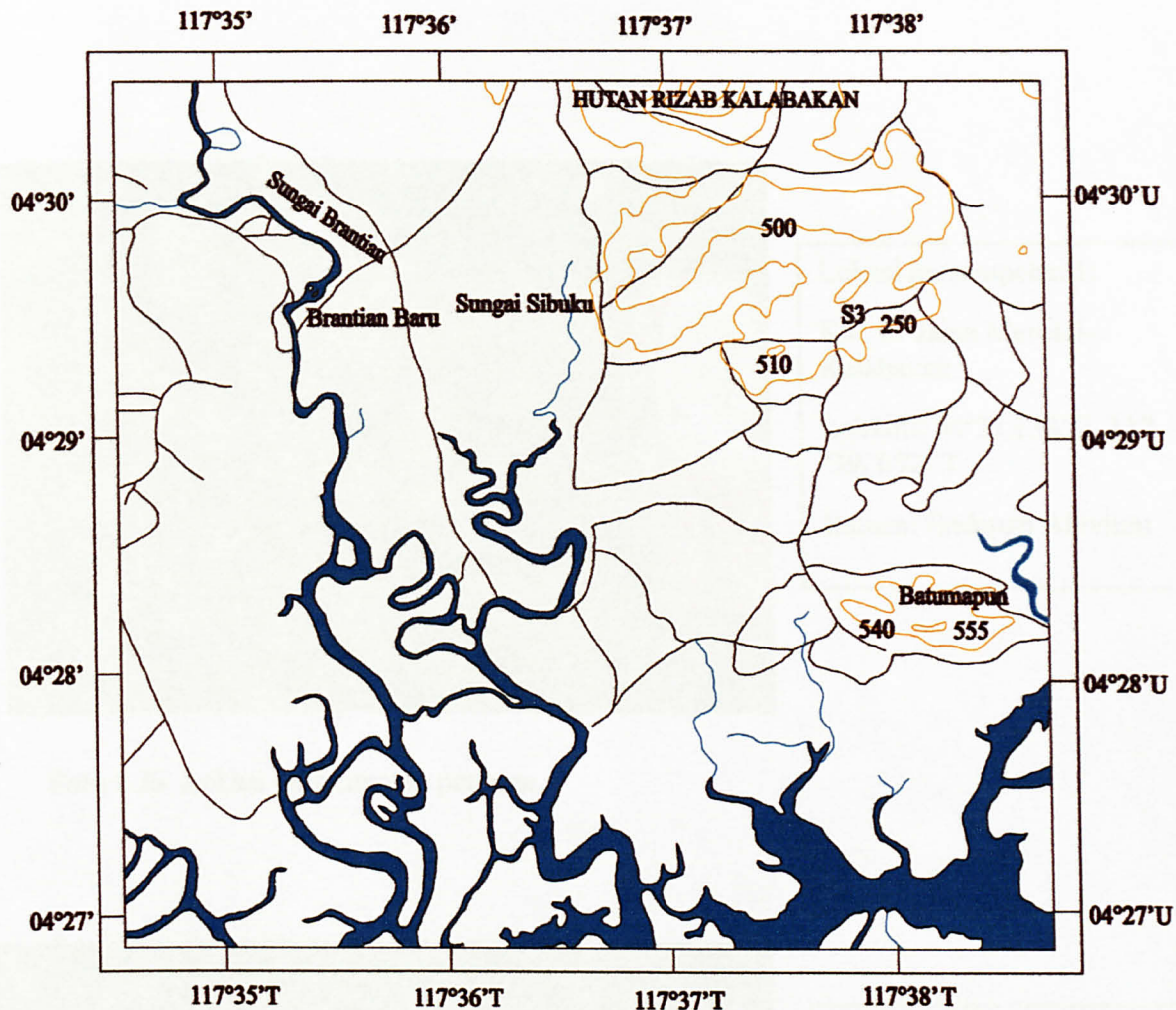 117°35' 117°36' 117°37' 117°38'
HUTAN RIZAB KALABAKAN
04°30' 04°30'U
Sungai Brantian
500
Sungai Sibuku
Brantian Baru
S3
250
510
04°29' 04°29'U
Batumapun
540 555
04°28' 04°28'U
04°27' 04°27'U
117°35'T 117°36'T 117°37'T 117°38'T